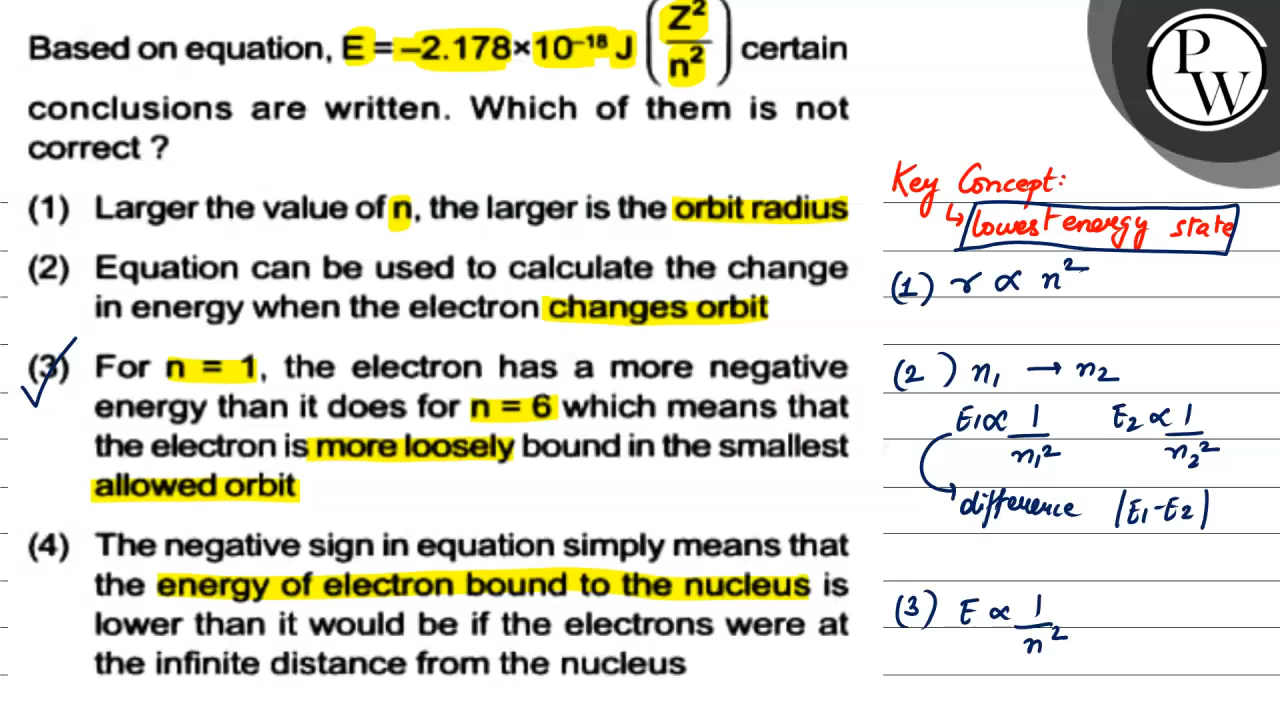 Based on equation, E = –2.178×10⁻¹⁸ J (Z²/n²) certain
conclusions are written. Which of them is not
correct ?
(1) Larger the value of n, the larger is the orbit radius
(2) Equation can be used to calculate the change
in energy when the electron changes orbit
(3) For n = 1, the electron has a more negative
energy than it does for n = 6 which means that
the electron is more loosely bound in the smallest
allowed orbit
(4) The negative sign in equation simply means that
the energy of electron bound to the nucleus is
lower than it would be if the electrons were at
the infinite distance from the nucleus
PW
Key Concept:
↳ lowest energy state
(1) r ∝ n²
(2) n₁ → n₂
E₁ ∝ 1/n₁² E₂ ∝ 1/n₂²
difference |E₁-E₂|
(3) E ∝ 1/n²